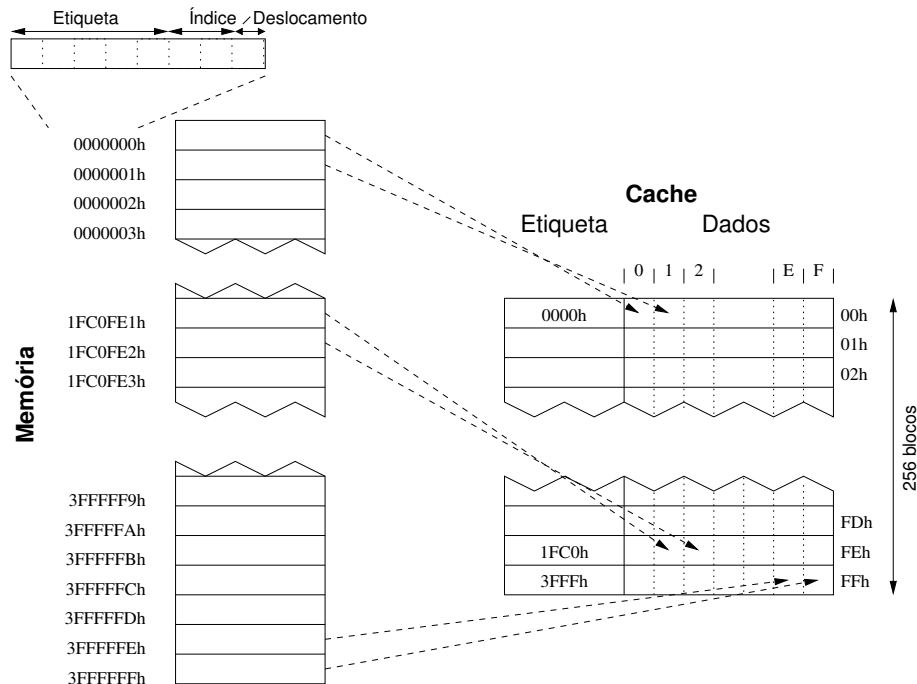 Etiqueta Índice Deslocamento
0000000h
0000001h
0000002h
0000003h
1FC0FE1h
1FC0FE2h
1FC0FE3h
Memória
3FFFFF9h
3FFFFFAh
3FFFFFBh
3FFFFFCh
3FFFFFDh
3FFFFFEh
3FFFFFFh
Cache
Etiqueta Dados
0 1 2 E F
0000h 00h
01h
02h
FDh
1FC0h FEh
3FFFh FFh
256 blocos